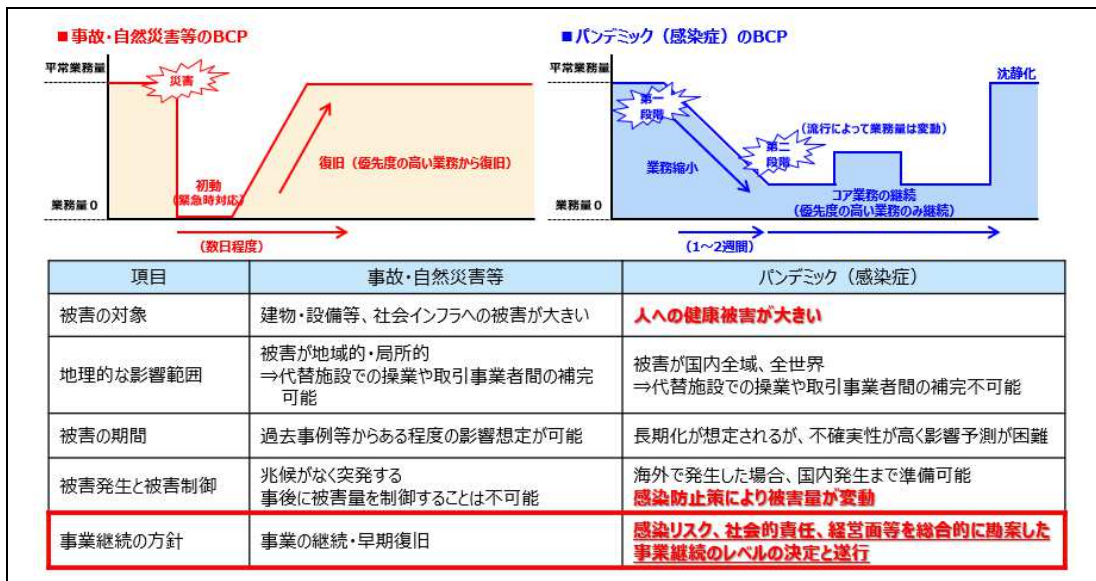 ■事故・自然災害等のBCP
平常業務量
災害
初動
(緊急時対応)
復旧（優先度の高い業務から復旧）
業務量０
(数日程度)
■パンデミック（感染症）のBCP
平常業務量
第一
段階
業務縮小
第二
段階
(流行によって業務量は変動)
沈静化
コア業務の継続
(優先度の高い業務のみ継続)
業務量０
(1～2週間)
項目 事故・自然災害等 パンデミック（感染症）
被害の対象 建物・設備等、社会インフラへの被害が大きい 人への健康被害が大きい
地理的な影響範囲
被害が地域的・局所的
⇒代替施設での操業や取引事業者間の補完
可能
被害が国内全域、全世界
⇒代替施設での操業や取引事業者間の補完不可能
被害の期間 過去事例等からある程度の影響想定が可能 長期化が想定されるが、不確実性が高く影響予測が困難
被害発生と被害制御
兆候がなく突発する
事後に被害量を制御することは不可能
海外で発生した場合、国内発生まで準備可能
感染防止策により被害量が変動
事業継続の方針
事業の継続・早期復旧
感染リスク、社会的責任、経営面等を総合的に勘案した
事業継続のレベルの決定と遂行